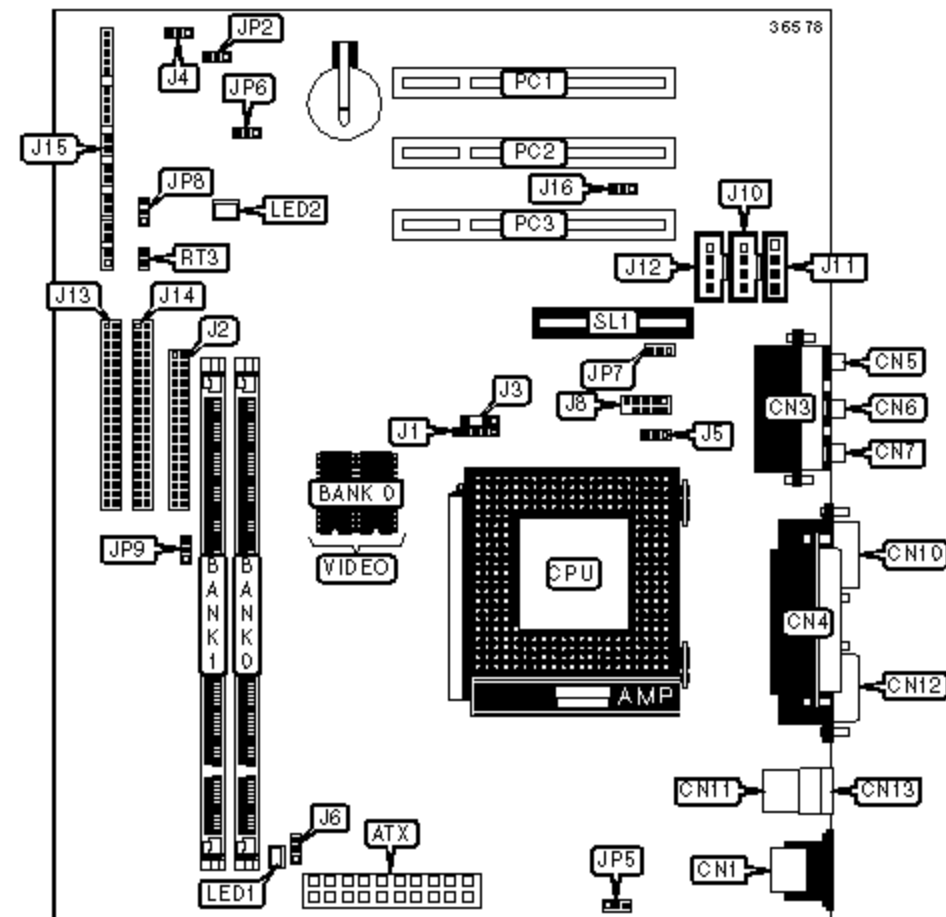 36578
JP2
J4
JP6
PC1
J15
PC2
JP8
J16
J10
LED2
PC3
RT3
J12
J11
J13
J14
SL1
J2
JP7
CN5
J3
J8
CN3
CN6
J1
J5
CN7
BANK 0
JP9
VIDEO
CPU
CN10
BANK1
BANK0
CN4
CN12
AMP
CN11
CN13
J6
ATX
JP5
CN1
LED1